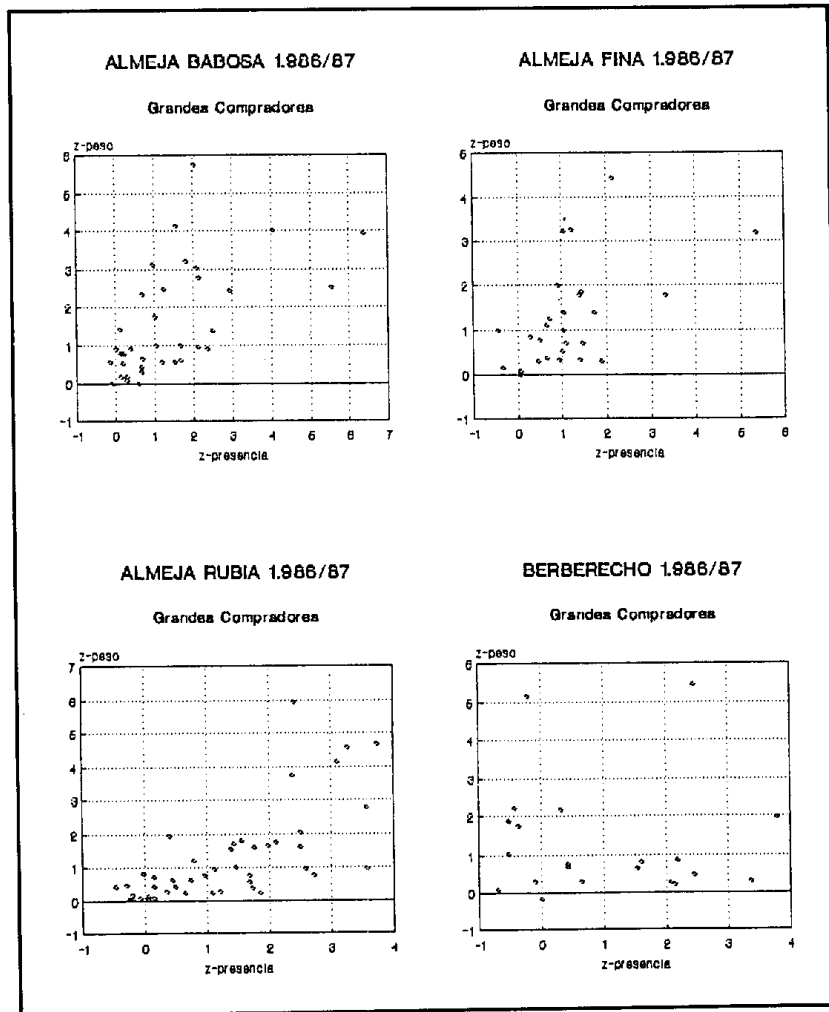 ALMEJA BABOSA 1.986/87
Grandes Compradores
z-peso
6
5
4
3
2
1
0
-1
-1 0 1 2 3 4 5 6 7
z-presencia
ALMEJA FINA 1.986/87
Grandes Compradores
z-peso
6
5
4
3
2
1
0
-1
-1 0 1 2 3 4 5 6
z-presencia
ALMEJA RUBIA 1.986/87
Grandes Compradores
z-peso
7
6
5
4
3
2
1
0
-1
-1 0 1 2 3 4
z-presencia
BERBERECHO 1.986/87
Grandes Compradores
z-peso
6
5
4
3
2
1
0
-1
-1 0 1 2 3 4
z-presencia